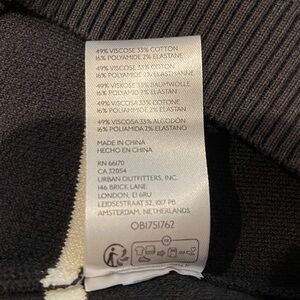 49% VISCOSE 33% COTTON
16% POLYAMIDE 2% ELASTANE
49% VISCOSE 33% COTON
16% POLYAMIDE 2% ELASTHANNE
49% VISKOSE 33% BAUMWOLLE
16% POLYAMID 2% ELASTAN
49% VISCOSA 33% COTONE
16% POLIAMMIDE 2% ELASTAN
49% VISCOSA 33% ALGODÓN
16% POLIAMIDA 2% ELASTANO
MADE IN CHINA
HECHO EN CHINA
RN 66170
CA 32054
URBAN OUTFITTERS, INC.
146 BRICK LANE
LONDON, E1 6RU
LEIDSESTRAAT 52, 1017 PB
AMSTERDAM, NETHERLANDS
OB1751762